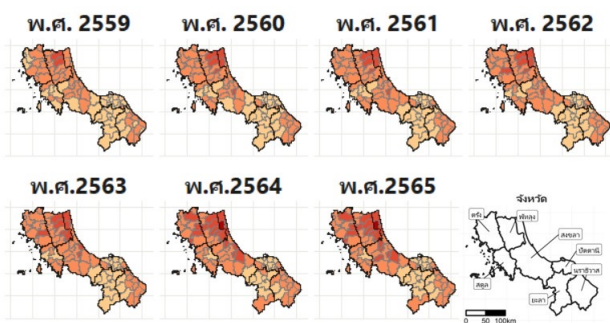 พ.ศ. 2559
พ.ศ. 2560
พ.ศ. 2561
พ.ศ. 2562
พ.ศ.2563
พ.ศ.2564
พ.ศ.2565
จังหวัด
ตรัง
พัทลุง
สงขลา
ปัตตานี
นราธิวาส
สตูล
ยะลา
0 50 100km